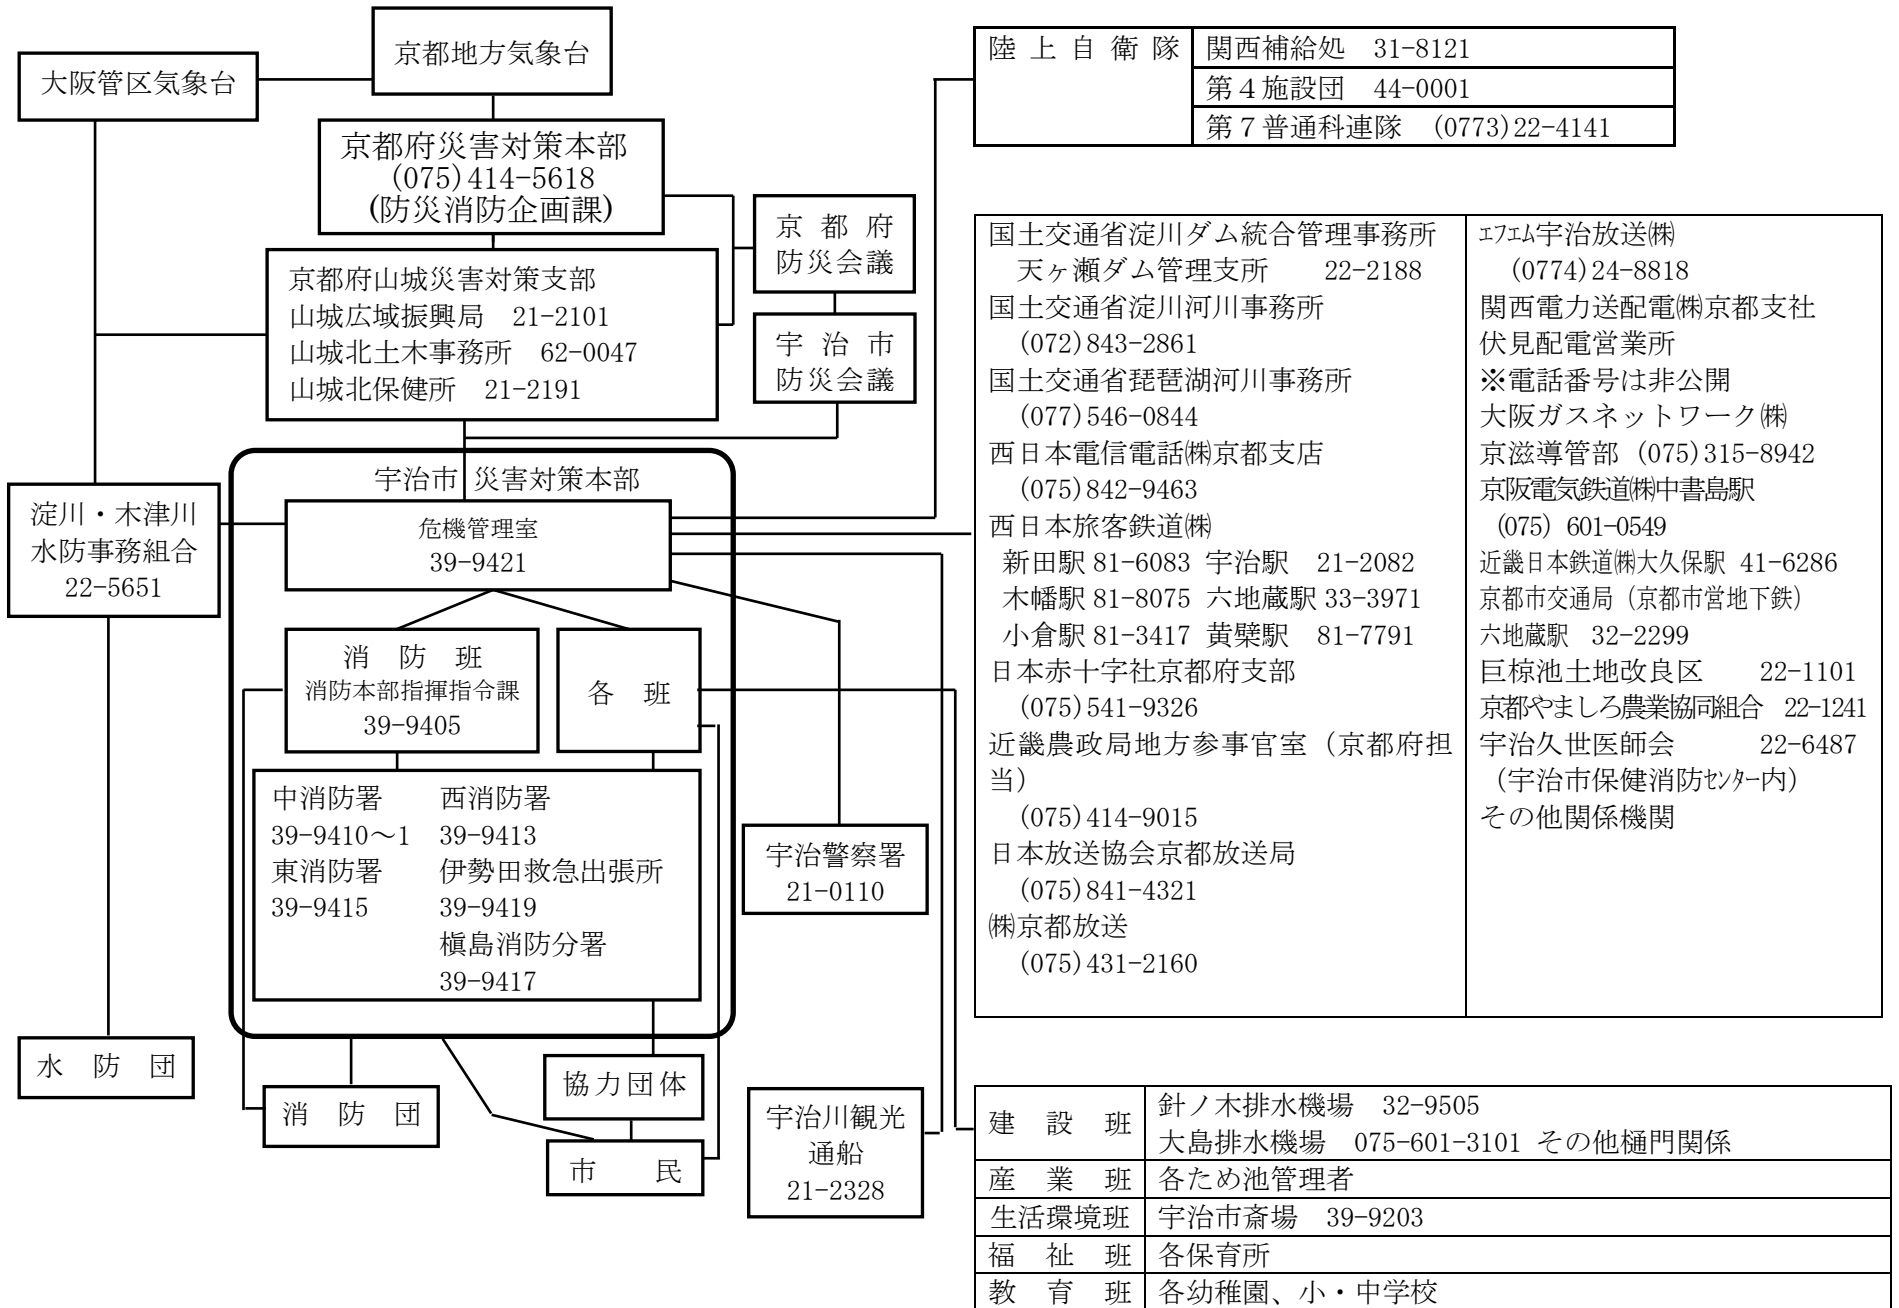 京都地方気象台
大阪管区気象台
京都府災害対策本部
(075)414-5618
(防災消防企画課)
京都府山城災害対策支部
山城広域振興局　21-2101
山城北土木事務所　62-0047
山城北保健所　21-2191
京　都　府
防災会議
宇　治　市
防災会議
宇治市 災害対策本部
危機管理室
39-9421
淀川・木津川
水防事務組合
22-5651
消　防　班
消防本部指揮指令課
39-9405
各　班
中消防署　　西消防署
39-9410～1　39-9413
東消防署　　伊勢田救急出張所
39-9415　　39-9419
槇島消防分署
39-9417
宇治警察署
21-0110
水　防　団
消　防　団
協力団体
市　　民
宇治川観光
通船
21-2328
陸上自衛隊　関西補給処　31-8121
第４施設団　44-0001
第７普通科連隊　(0773)22-4141
国土交通省淀川ダム統合管理事務所
天ヶ瀬ダム管理支所　　22-2188
国土交通省淀川河川事務所
(072)843-2861
国土交通省琵琶湖河川事務所
(077)546-0844
西日本電信電話㈱京都支店
(075)842-9463
西日本旅客鉄道㈱
新田駅 81-6083 宇治駅　21-2082
木幡駅 81-8075 六地蔵駅 33-3971
小倉駅 81-3417 黄檗駅　81-7791
日本赤十字社京都府支部
(075)541-9326
近畿農政局地方参事官室（京都府担
当）
(075)414-9015
日本放送協会京都放送局
(075)841-4321
㈱京都放送
(075)431-2160
ｴﾌｴﾑ宇治放送㈱
(0774)24-8818
関西電力送配電㈱京都支社
伏見配電営業所
※電話番号は非公開
大阪ガスネットワーク㈱
京滋導管部 (075)315-8942
京阪電気鉄道㈱中書島駅
(075) 601-0549
近畿日本鉄道㈱大久保駅 41-6286
京都市交通局（京都市営地下鉄）
六地蔵駅　32-2299
巨椋池土地改良区　　22-1101
京都やましろ農業協同組合　22-1241
宇治久世医師会　　　22-6487
（宇治市保健消防ｾﾝﾀｰ内）
その他関係機関
建　設　班　針ノ木排水機場　32-9505
大島排水機場　075-601-3101 その他樋門関係
産　業　班　各ため池管理者
生活環境班　宇治市斎場　39-9203
福　祉　班　各保育所
教　育　班　各幼稚園、小・中学校